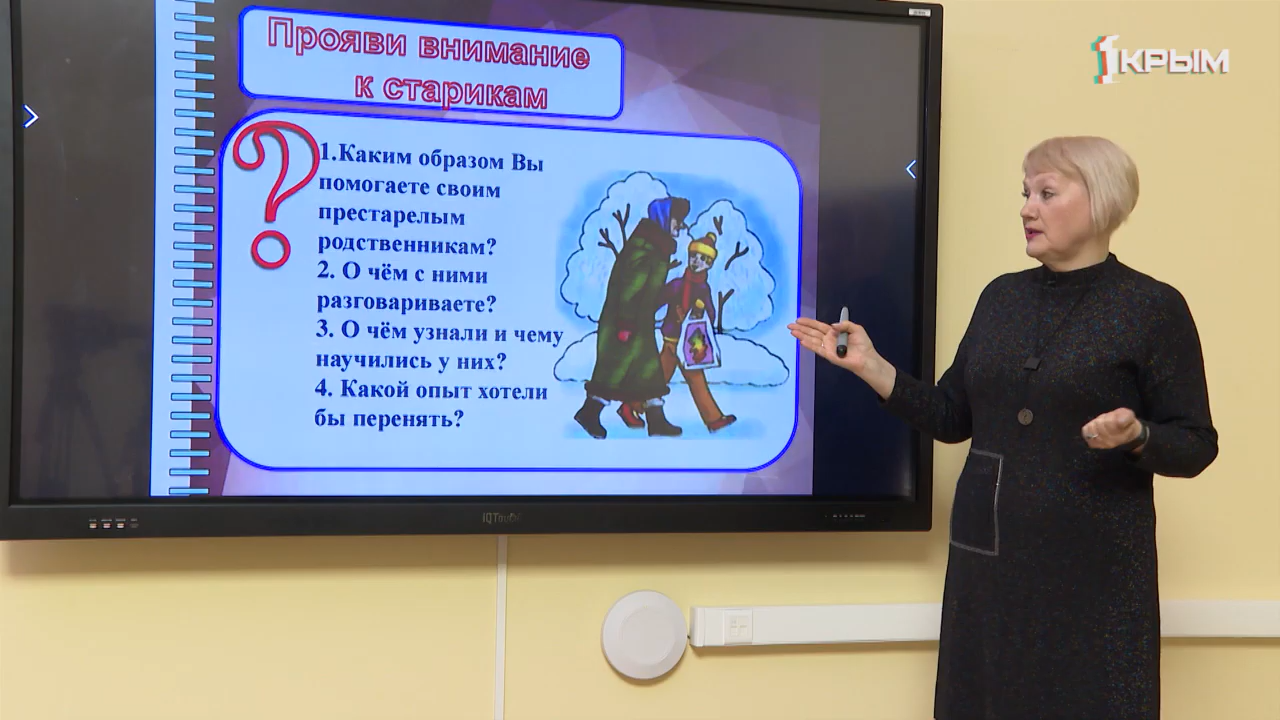 Прояви внимание
к старикам
1.Каким образом Вы
помогаете своим
престарелым
родственникам?
2. О чём с ними
разговариваете?
3. О чём узнали и чему
научились у них?
4. Какой опыт хотели
бы перенять?
1КРЫМ
IQTouch